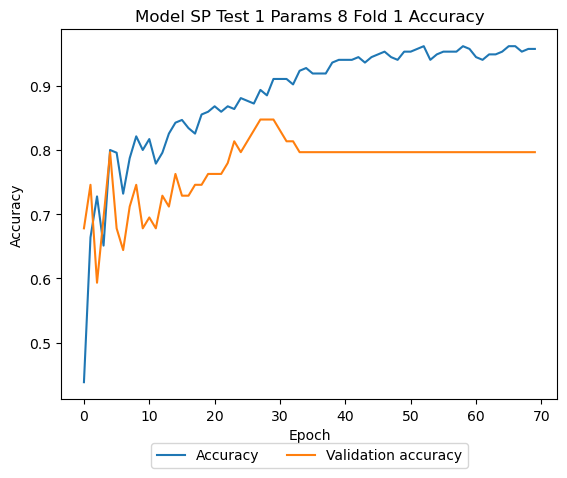 Model SP Test 1 Params 8 Fold 1 Accuracy
Accuracy
0.9
0.8
0.7
0.6
0.5
0 10 20 30 40 50 60 70
Epoch
Accuracy Validation accuracy